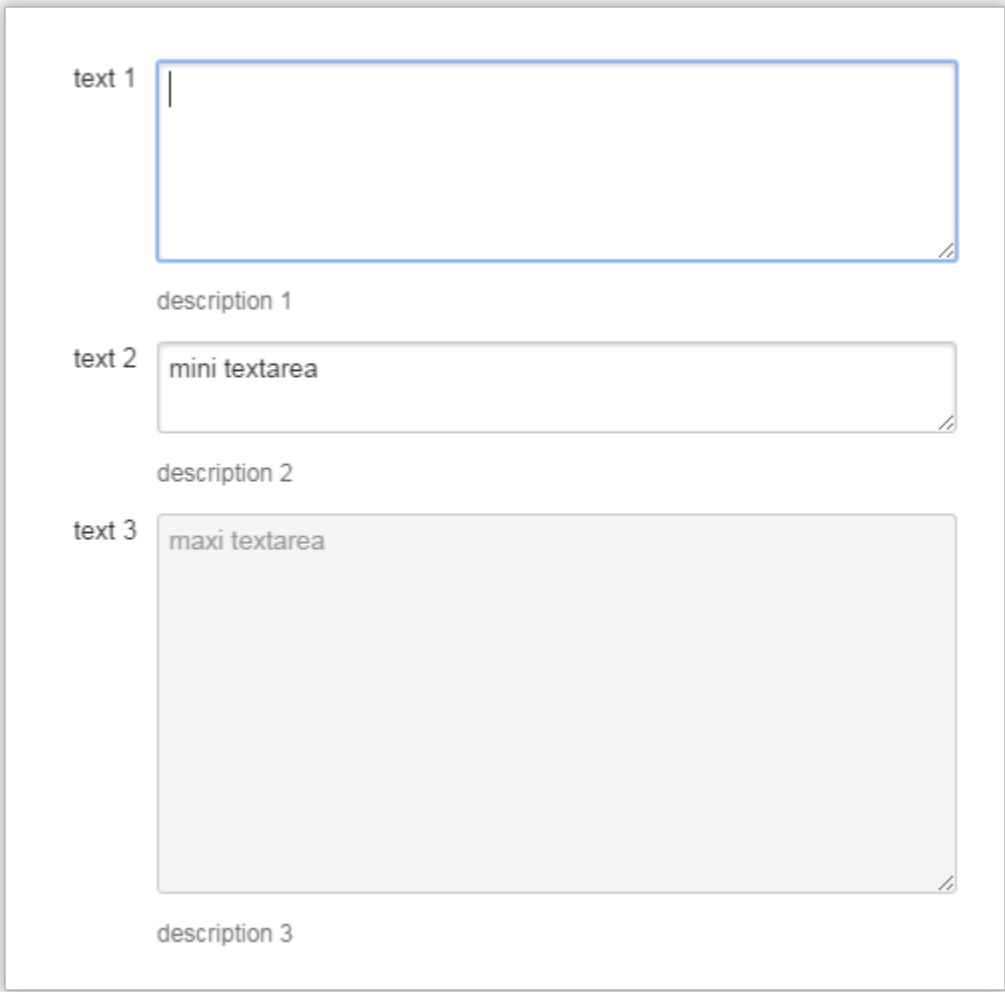 text 1
description 1
text 2
mini textarea
description 2
text 3
maxi textarea
description 3